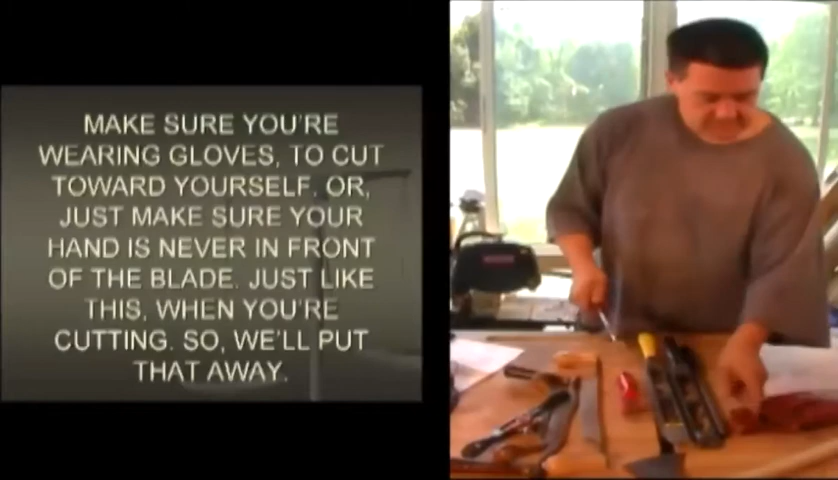 MAKE SURE YOU'RE
WEARING GLOVES, TO CUT
TOWARD YOURSELF. OR,
JUST MAKE SURE YOUR
HAND IS NEVER IN FRONT
OF THE BLADE. JUST LIKE
THIS, WHEN YOU'RE
CUTTING. SO, WE'LL PUT
THAT AWAY.